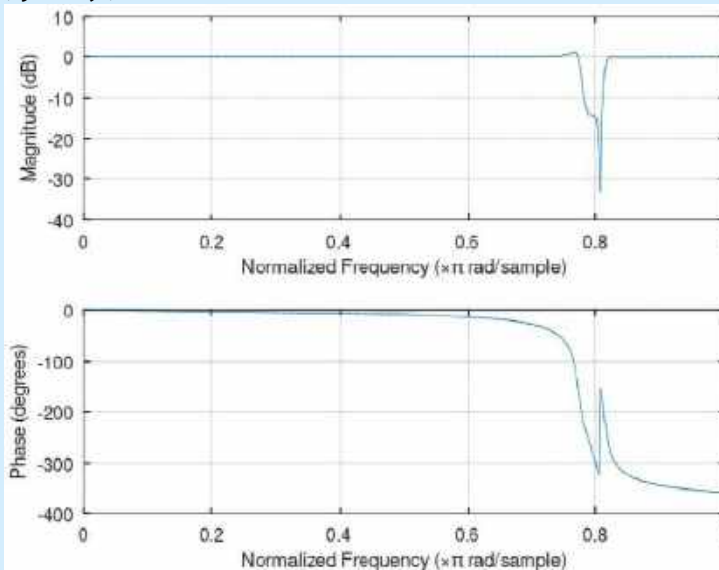 10
0
-10
-20
-30
-40
Magnitude (dB)
0 0.2 0.4 0.6 0.8
Normalized Frequency (×π rad/sample)
0
-100
-200
-300
-400
Phase (degrees)
0 0.2 0.4 0.6 0.8
Normalized Frequency (×π rad/sample)